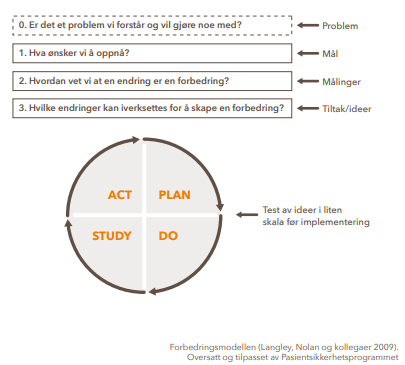 0. Er det et problem vi forstår og vil gjøre noe med?
Problem
1. Hva ønsker vi å oppnå?
Mål
2. Hvordan vet vi at en endring er en forbedring?
Målinger
3. Hvilke endringer kan iverksettes for å skape en forbedring?
Tiltak/ideer
ACT
PLAN
STUDY
DO
Test av ideer i liten
skala før implementering
Forbedringsmodellen (Langley, Nolan og kollegaer 2009).
Oversatt og tilpasset av Pasientsikkerhetsprogrammet